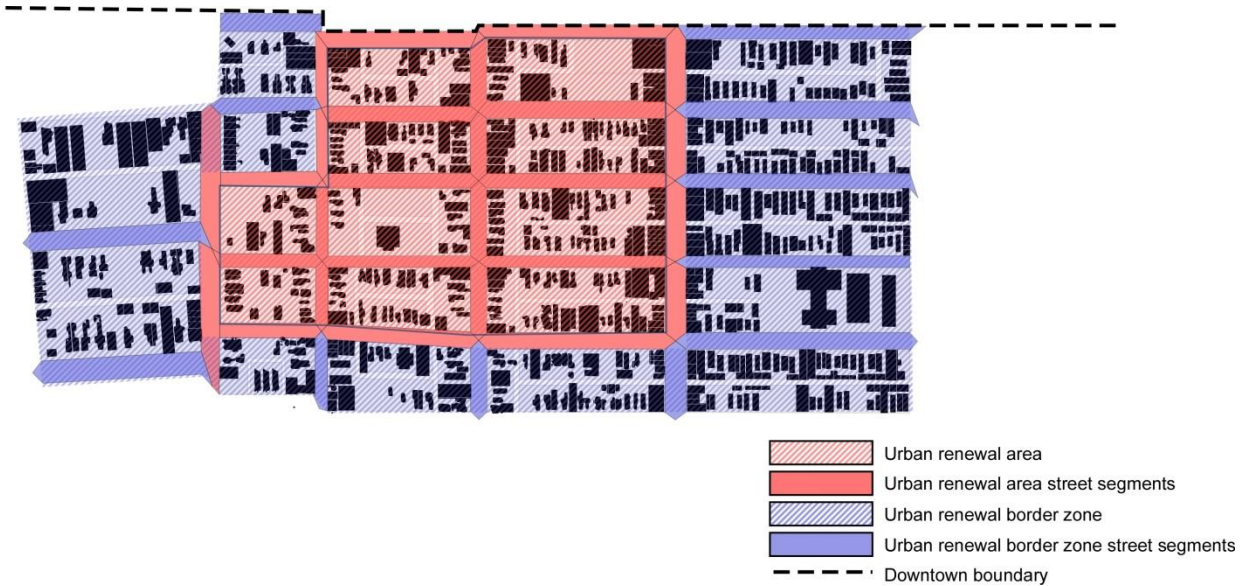 Urban renewal area
Urban renewal area street segments
Urban renewal border zone
Urban renewal border zone street segments
Downtown boundary